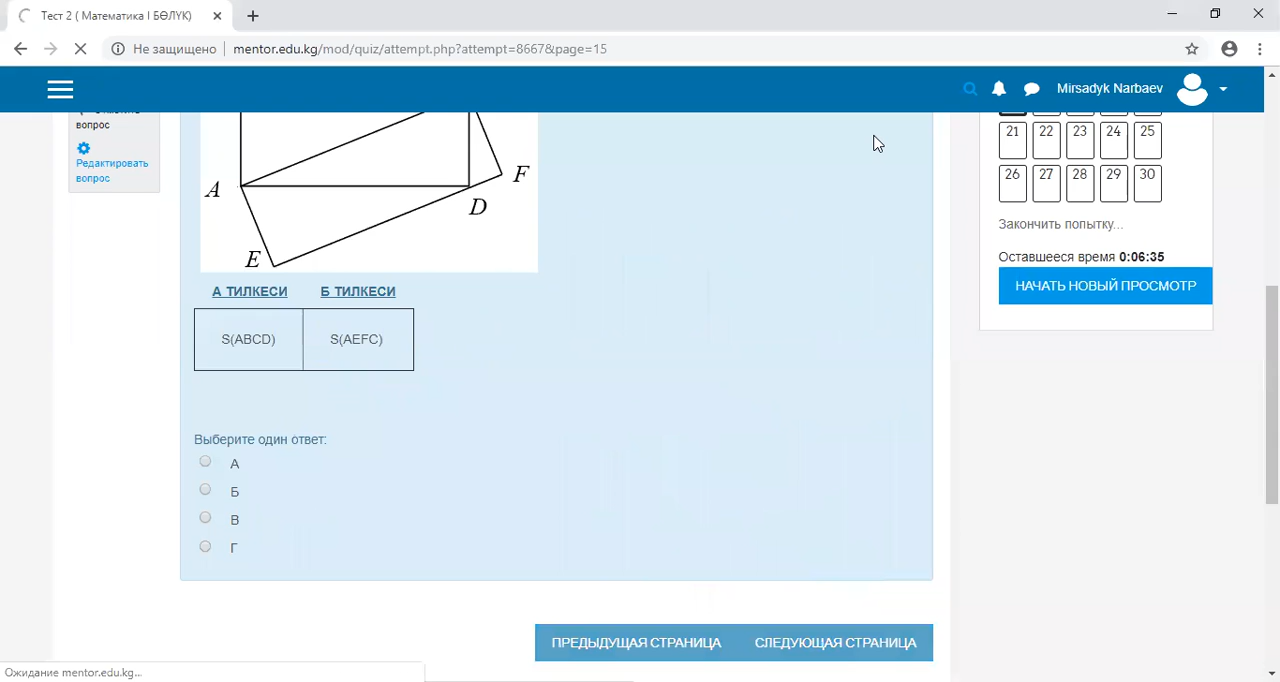 Тест 2 ( Математика I БӨЛҮК)
Не защищено
mentor.edu.kg/mod/quiz/attempt.php?attempt=8667&page=15
Mirsadyk Narbaev
вопрос
Редактировать
вопрос
A
F
D
E
А ТИЛКЕСИ Б ТИЛКЕСИ
S(ABCD) S(AEFC)
Выберите один ответ:
А
Б
В
Г
ПРЕДЫДУЩАЯ СТРАНИЦА СЛЕДУЮЩАЯ СТРАНИЦА
21 22 23 24 25
26 27 28 29 30
Закончить попытку...
Оставшееся время 0:06:35
НАЧАТЬ НОВЫЙ ПРОСМОТР
Ожидание mentor.edu.kg...